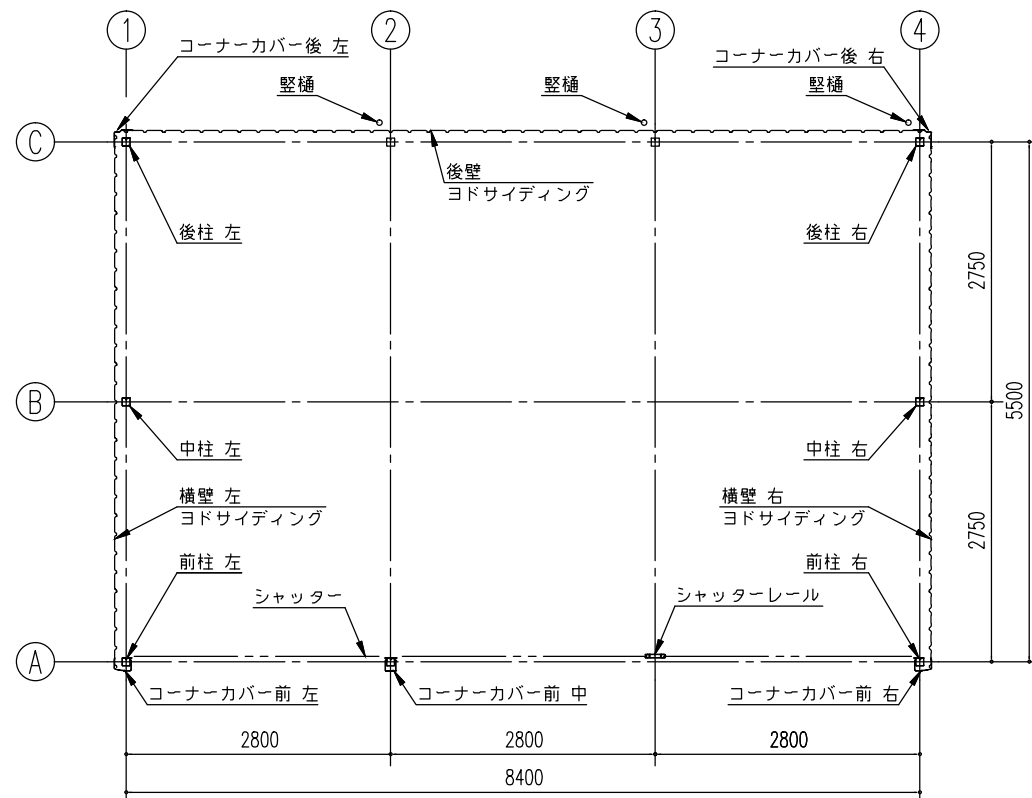 ① ② ③ ④
コーナーカバー後 左
コーナーカバー後 右
竪樋
竪樋
竪樋
Ⓒ
後壁
ヨドサイディング
後柱 左
後柱 右
2750
Ⓑ
5500
中柱 左
中柱 右
横壁 左
ヨドサイディング
横壁 右
ヨドサイディング
2750
前柱 左
前柱 右
シャッター
シャッターレール
Ⓐ
コーナーカバー前 左
コーナーカバー前 中
コーナーカバー前 右
2800
2800
2800
8400